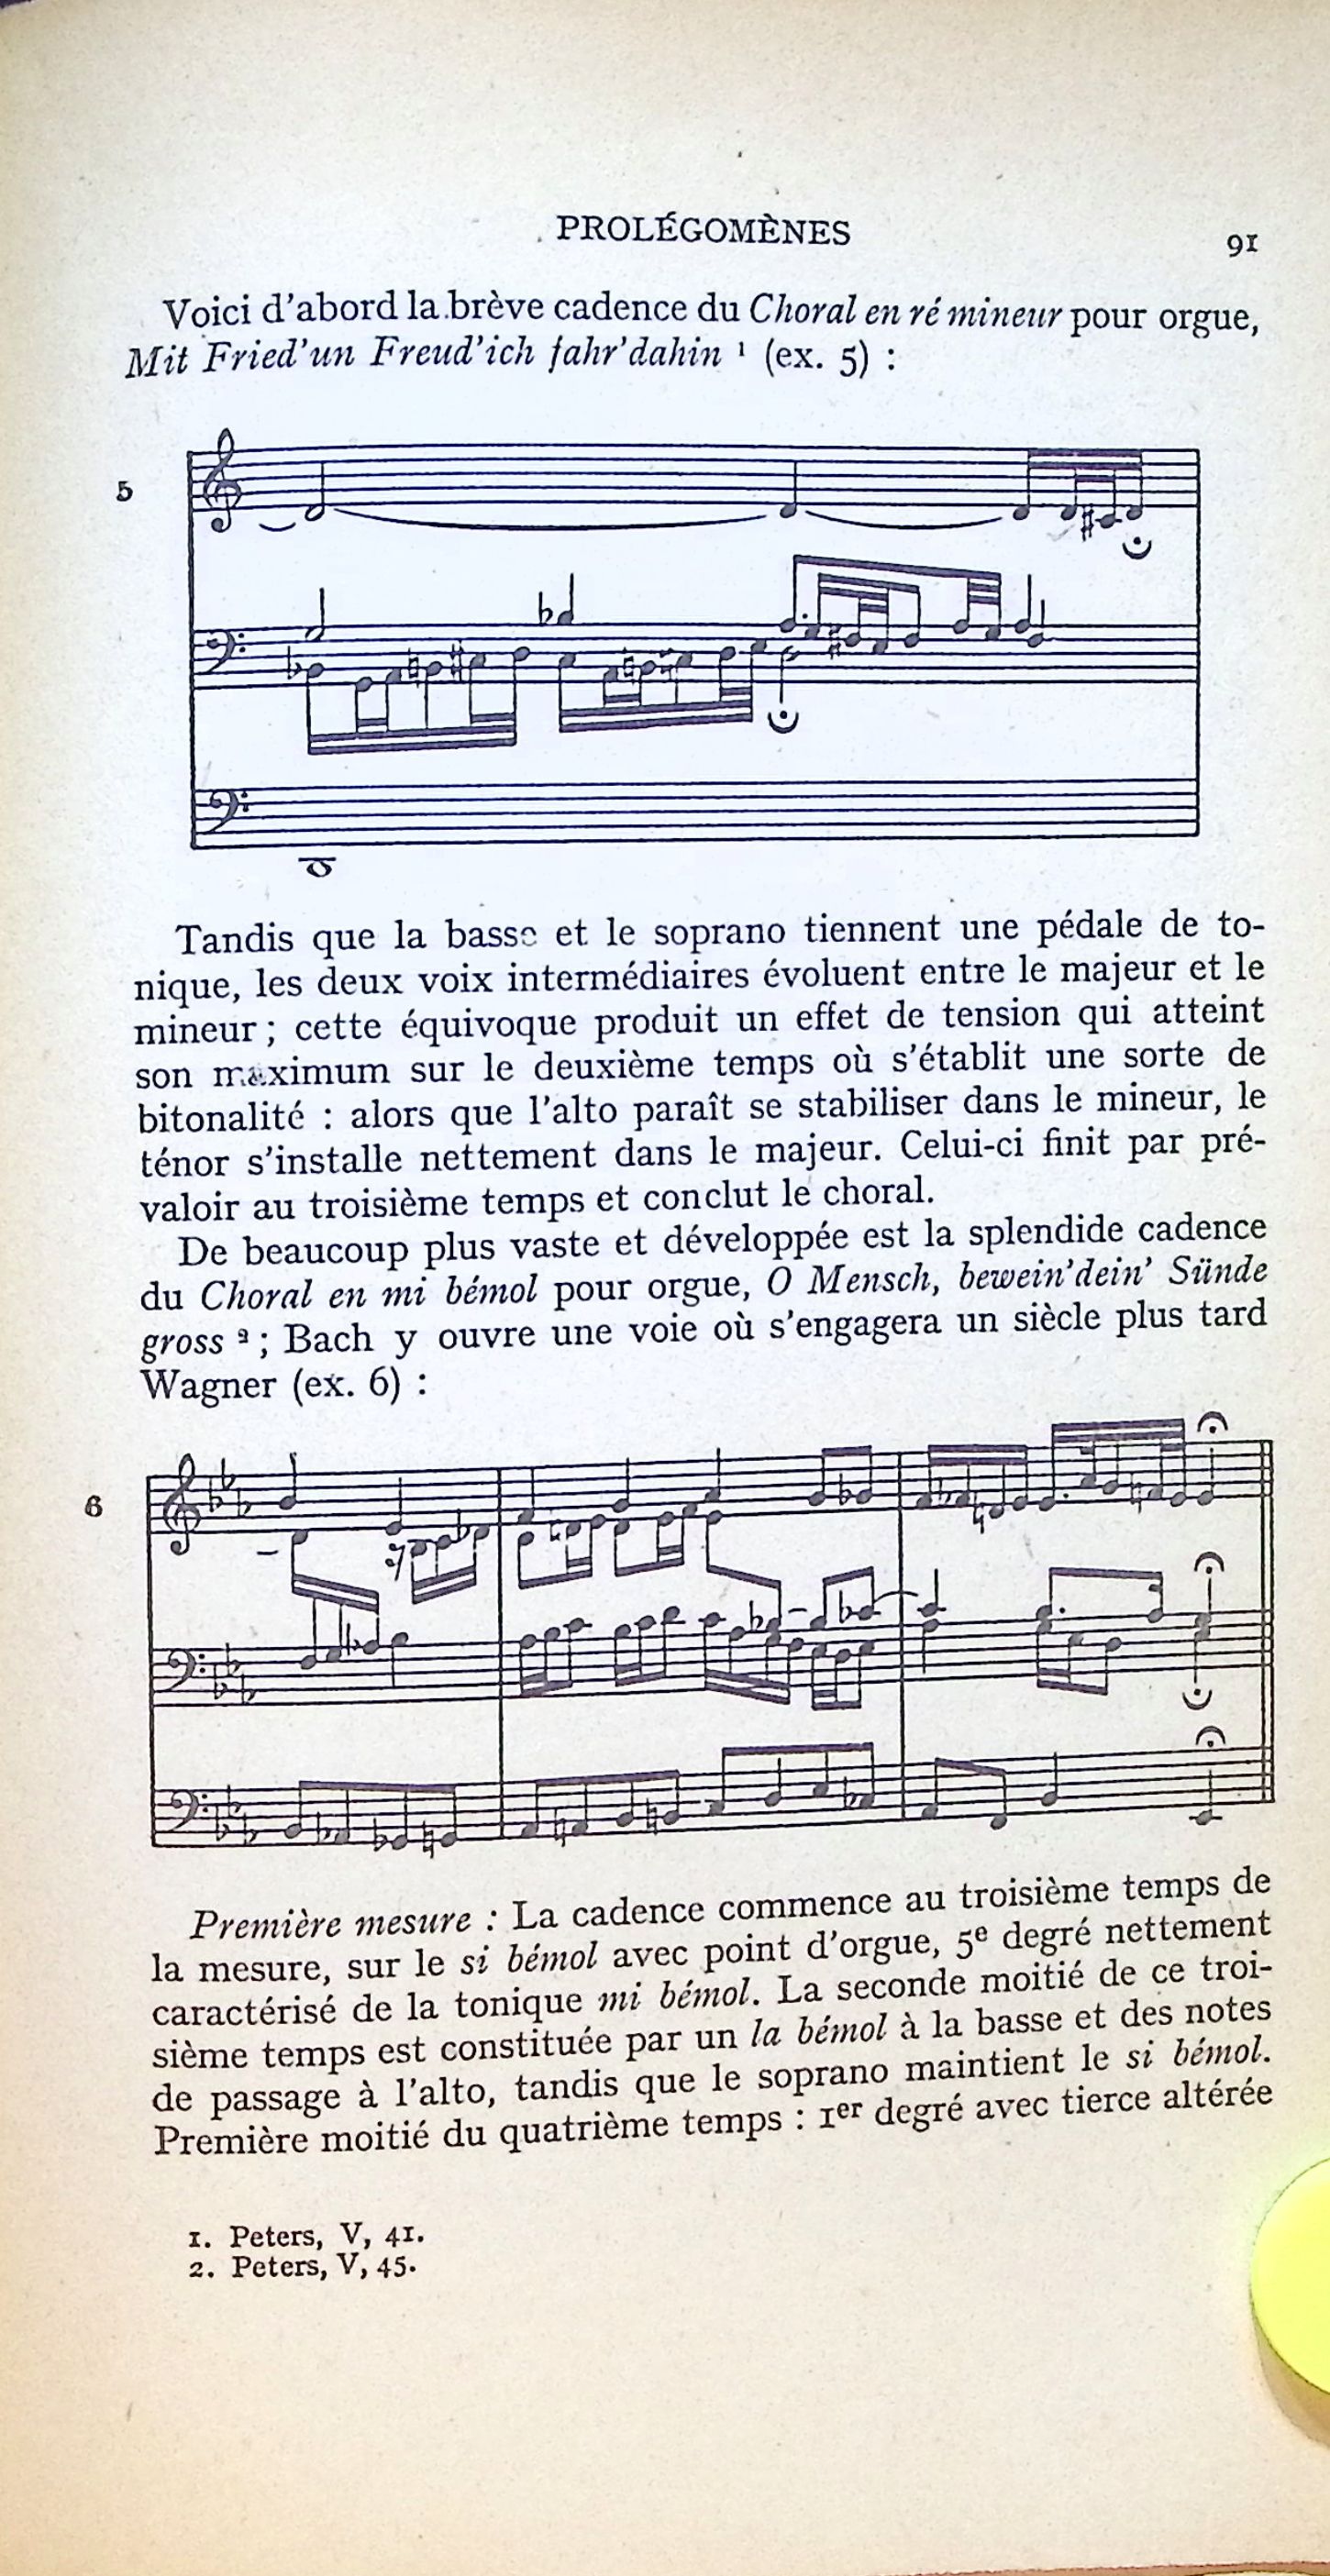 PROLÉGOMÈNES
91
Voici d'abord la brève cadence du Choral en ré mineur pour orgue,
Mit Fried'un Freud'ich fahr'dahin ¹ (ex. 5) :
5
Tandis que la basse et le soprano tiennent une pédale de to-
nique, les deux voix intermédiaires évoluent entre le majeur et le
mineur ; cette équivoque produit un effet de tension qui atteint
son maximum sur le deuxième temps où s'établit une sorte de
bitonalité : alors que l'alto paraît se stabiliser dans le mineur, le
ténor s'installe nettement dans le majeur. Celui-ci finit par pré-
valoir au troisième temps et conclut le choral.
De beaucoup plus vaste et développée est la splendide cadence
du Choral en mi bémol pour orgue, O Mensch, bewein'dein' Sünde
gross ² ; Bach y ouvre une voie où s'engagera un siècle plus tard
Wagner (ex. 6) :
6
Première mesure : La cadence commence au troisième temps de
la mesure, sur le si bémol avec point d'orgue, 5e degré nettement
caractérisé de la tonique mi bémol. La seconde moitié de ce troi-
sième temps est constituée par un la bémol à la basse et des notes
de passage à l'alto, tandis que le soprano maintient le si bémol.
Première moitié du quatrième temps : 1er degré avec tierce altérée
1. Peters, V, 41.
2. Peters, V, 45.